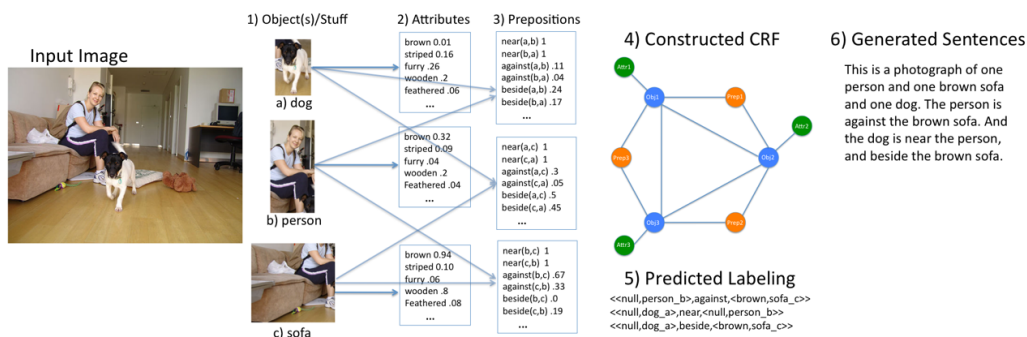 Input Image
1) Object(s)/Stuff
a) dog
b) person
c) sofa
2) Attributes
brown 0.01
striped 0.16
furry .26
wooden .2
feathered .06
...
brown 0.32
striped 0.09
furry .04
wooden .2
Feathered .04
...
brown 0.94
striped 0.10
furry .06
wooden .8
Feathered .08
...
3) Prepositions
near(a,b) 1
near(b,a) 1
against(a,b) .11
against(b,a) .04
beside(a,b) .24
beside(b,a) .17
...
near(a,c) 1
near(c,a) 1
against(a,c) .3
against(c,a) .05
beside(a,c) .5
beside(c,a) .45
...
near(b,c) 1
near(c,b) 1
against(b,c) .67
against(c,b) .33
beside(b,c) .0
beside(c,b) .19
...
4) Constructed CRF
Attr1
Obj1
Prep1
Attr2
Obj2
Prep3
Obj3
Prep2
Attr3
5) Predicted Labeling
<<null,person_b>,against,<brown,sofa_c>>
<<null,dog_a>,near,<null,person_b>>
<<null,dog_a>,beside,<brown,sofa_c>>
6) Generated Sentences
This is a photograph of one
person and one brown sofa
and one dog. The person is
against the brown sofa. And
the dog is near the person,
and beside the brown sofa.